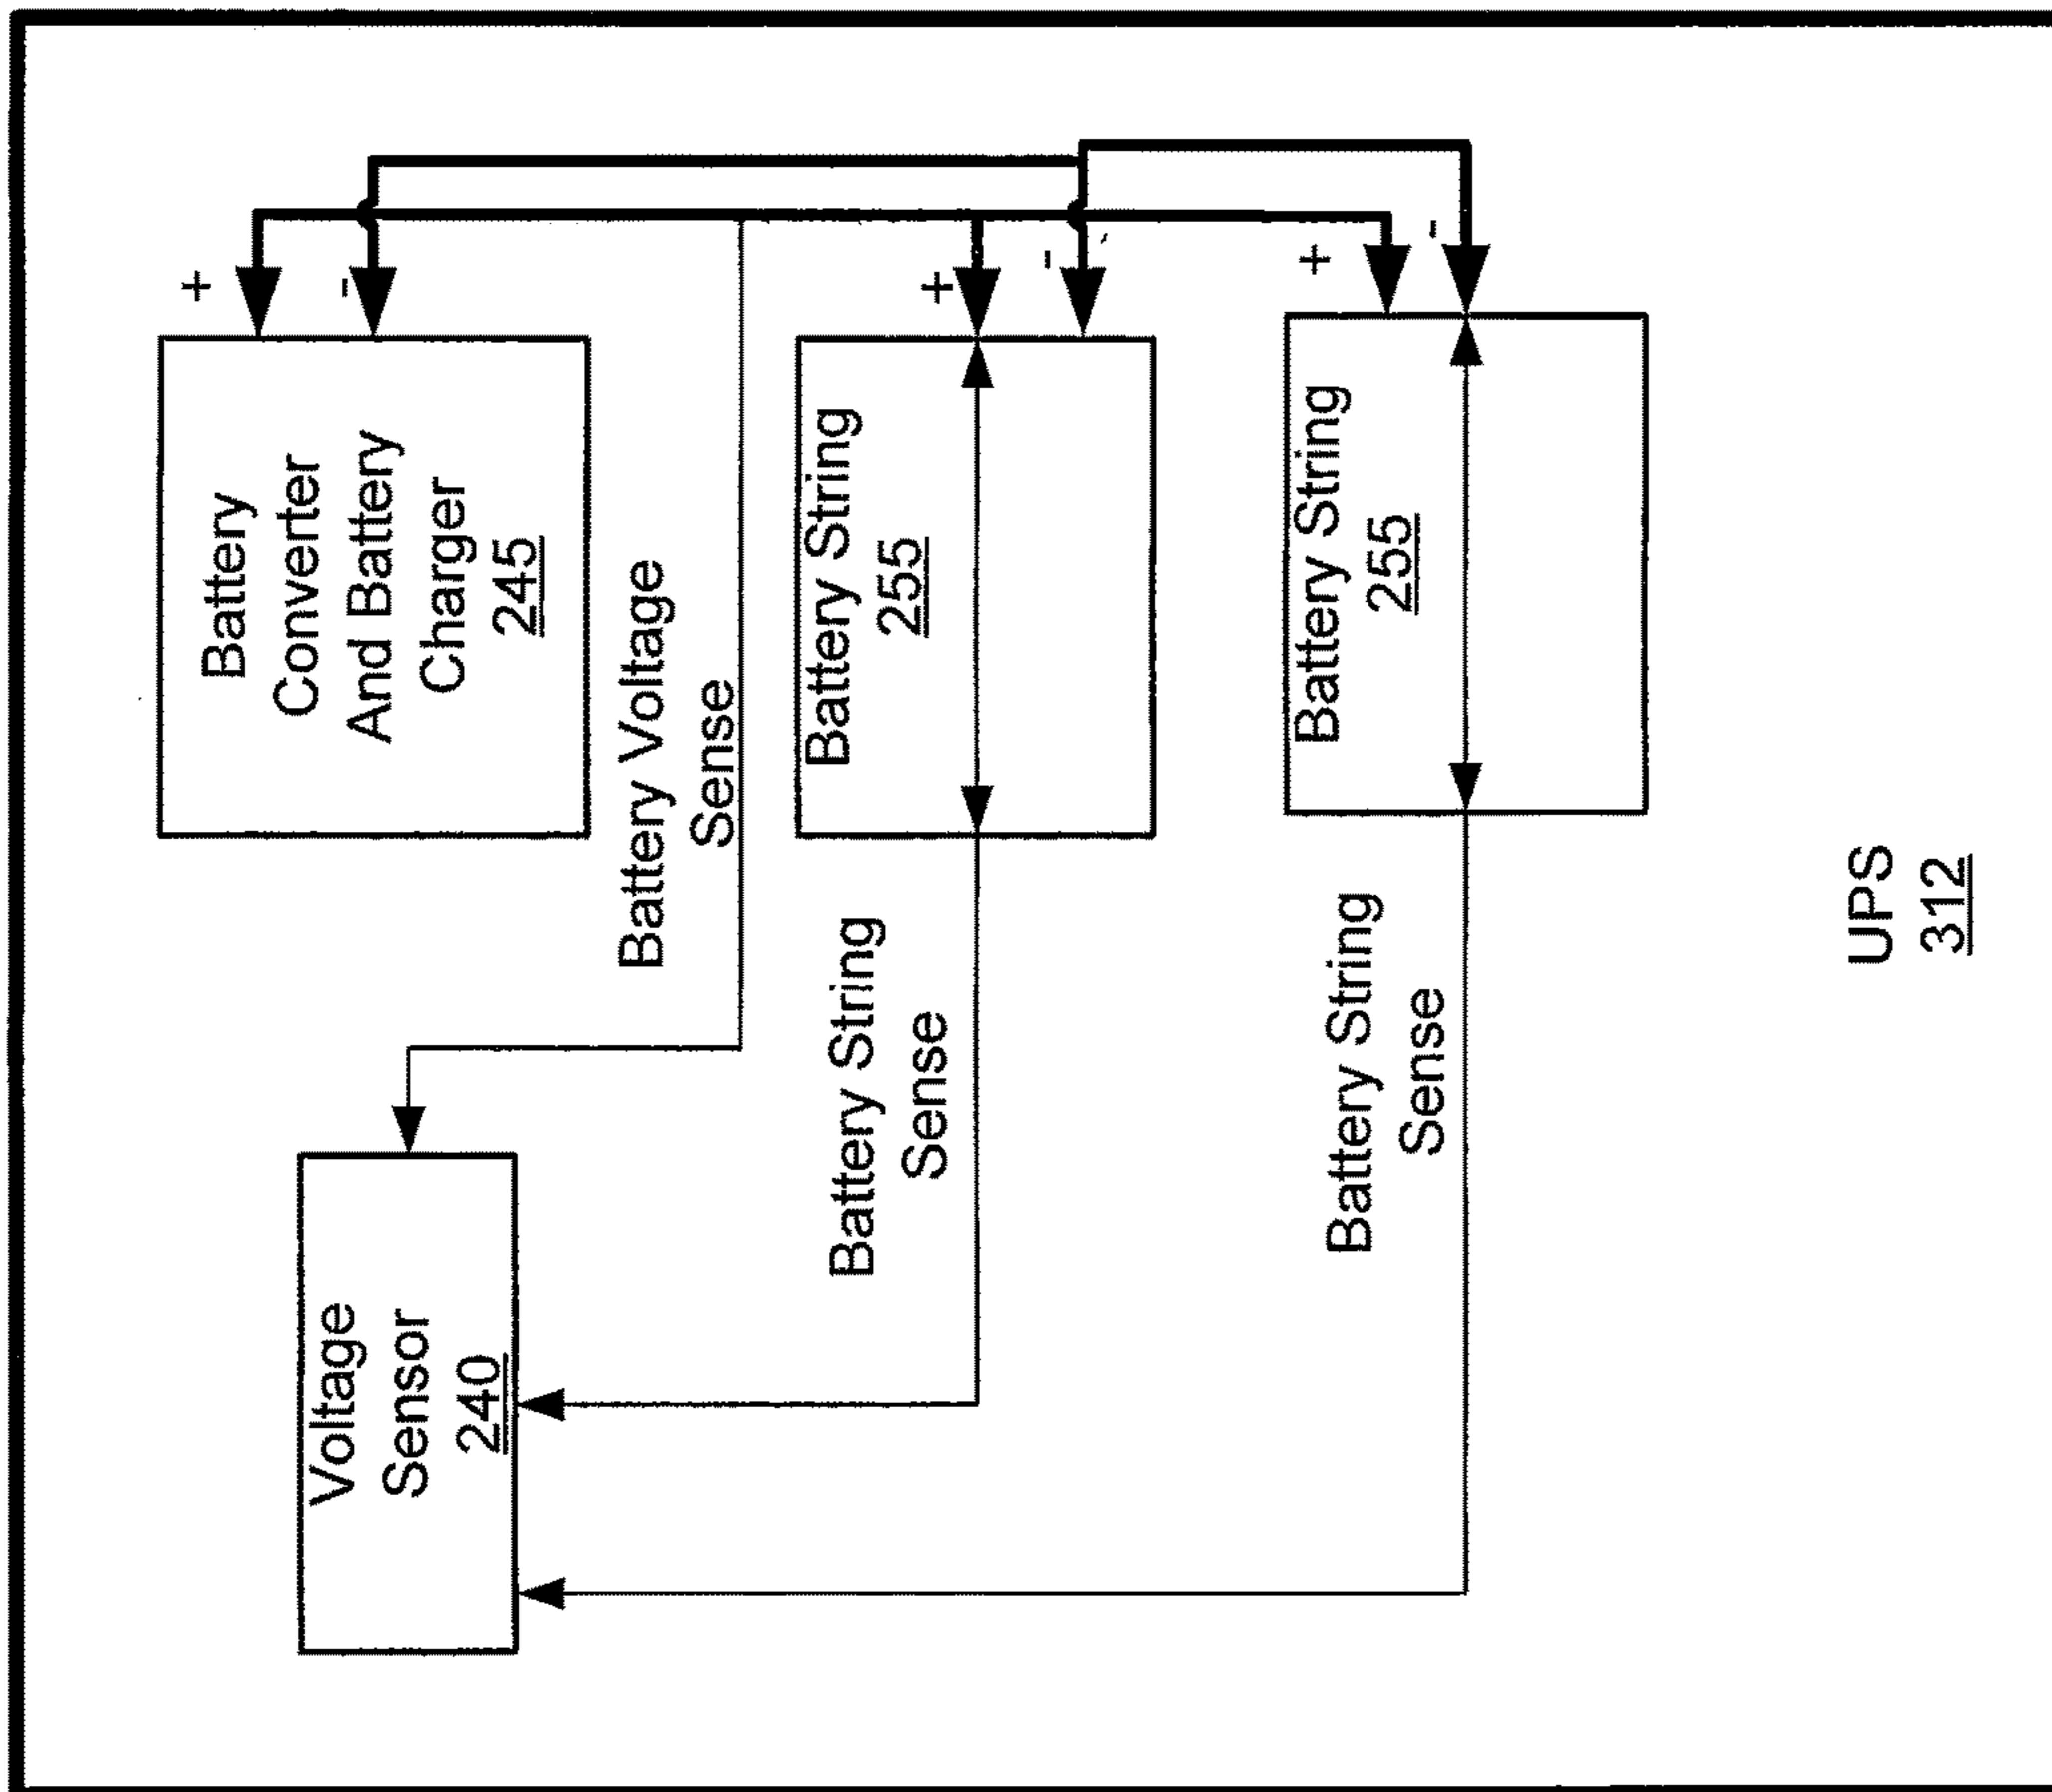 Battery
Converter
And Battery
Charger
245
+
-
Voltage
Sensor
240
Battery Voltage
Sense
Battery String
255
+
-
Battery String
Sense
Battery String
255
+
-
Battery String
Sense
UPS
312